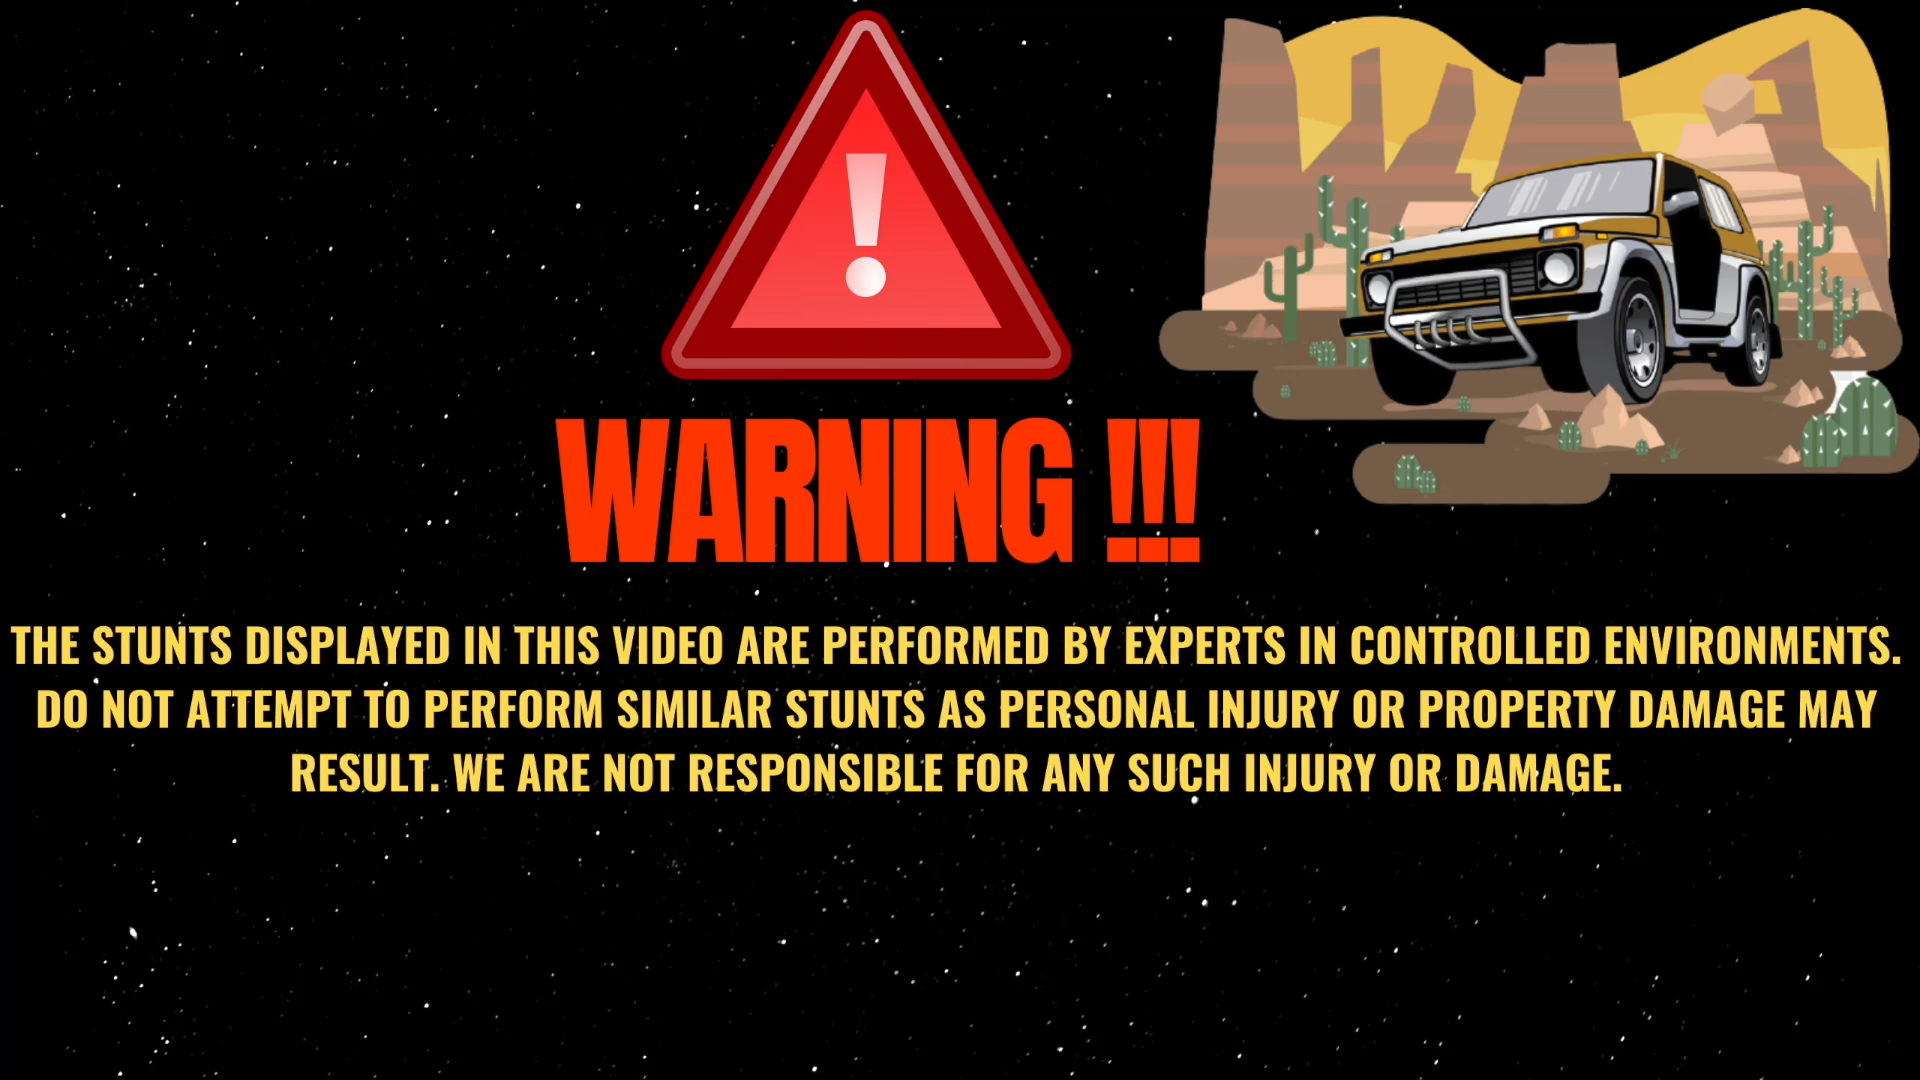 WARNING !!!
THE STUNTS DISPLAYED IN THIS VIDEO ARE PERFORMED BY EXPERTS IN CONTROLLED ENVIRONMENTS.
DO NOT ATTEMPT TO PERFORM SIMILAR STUNTS AS PERSONAL INJURY OR PROPERTY DAMAGE MAY
RESULT. WE ARE NOT RESPONSIBLE FOR ANY SUCH INJURY OR DAMAGE.